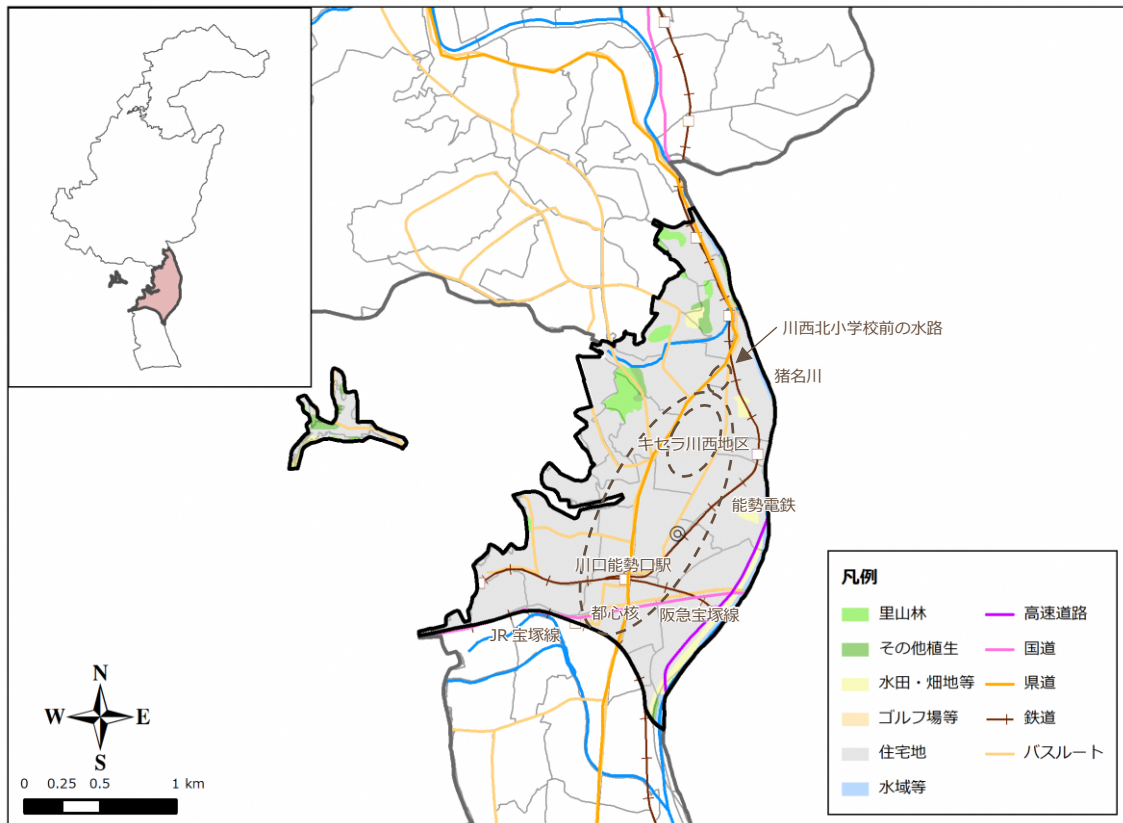 川西北小学校前の水路
猪名川
キセラ川西地区
能勢電鉄
川口能勢口駅
都心核
阪急宝塚線
JR 宝塚線
凡例
里山林
その他植生
水田・畑地等
ゴルフ場等
住宅地
水域等
高速道路
国道
県道
鉄道
バスルート
N
W E
S
0 0.25 0.5 1 km